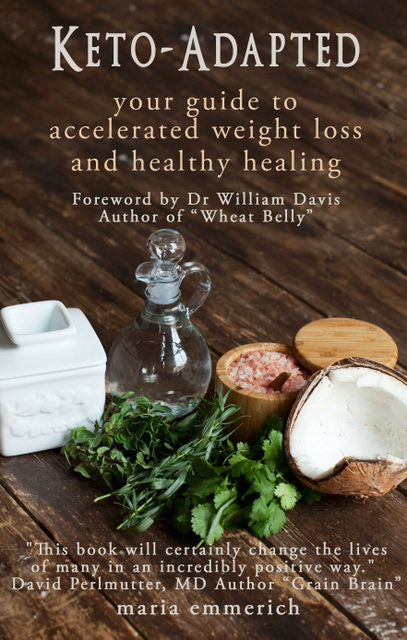 KETO-ADAPTED
your guide to
accelerated weight loss
and healthy healing
Foreword by Dr William Davis
Author of “Wheat Belly”
"This book will certainly change the lives
of many in an incredibly positive way."
David Perlmutter, MD Author “Grain Brain”
maria emmerich